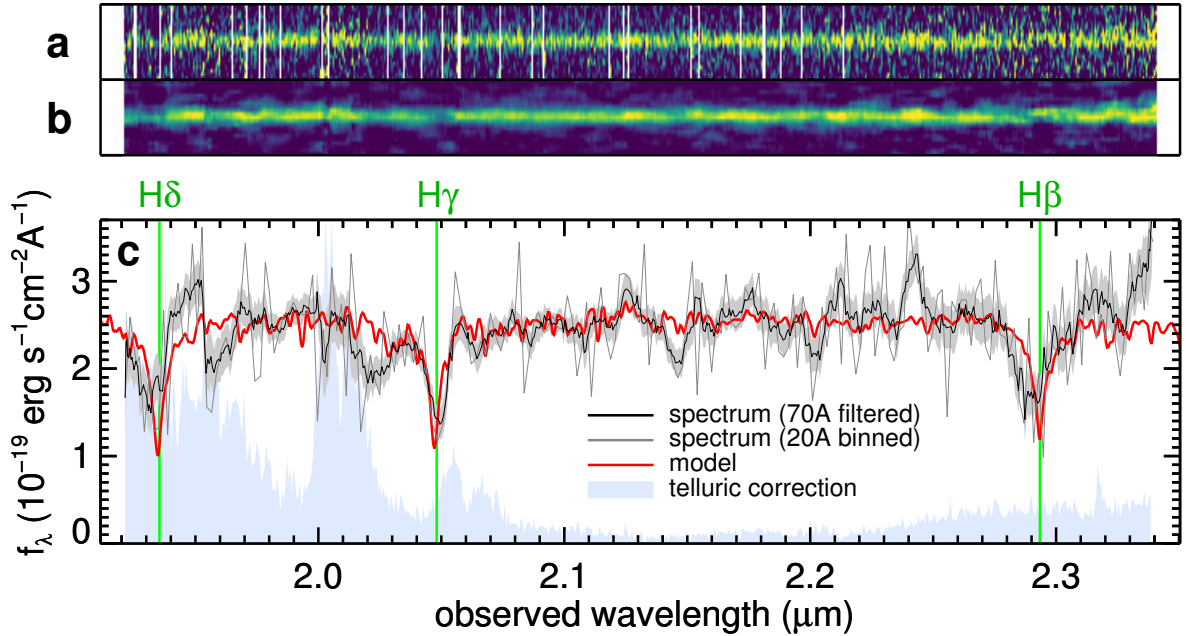 a
b
Hδ Hγ Hβ
c
3
2
1
0
f_λ (10⁻¹⁹ erg s⁻¹cm⁻²A⁻¹)
spectrum (70A filtered)
spectrum (20A binned)
model
telluric correction
2.0 2.1 2.2 2.3
observed wavelength (μm)